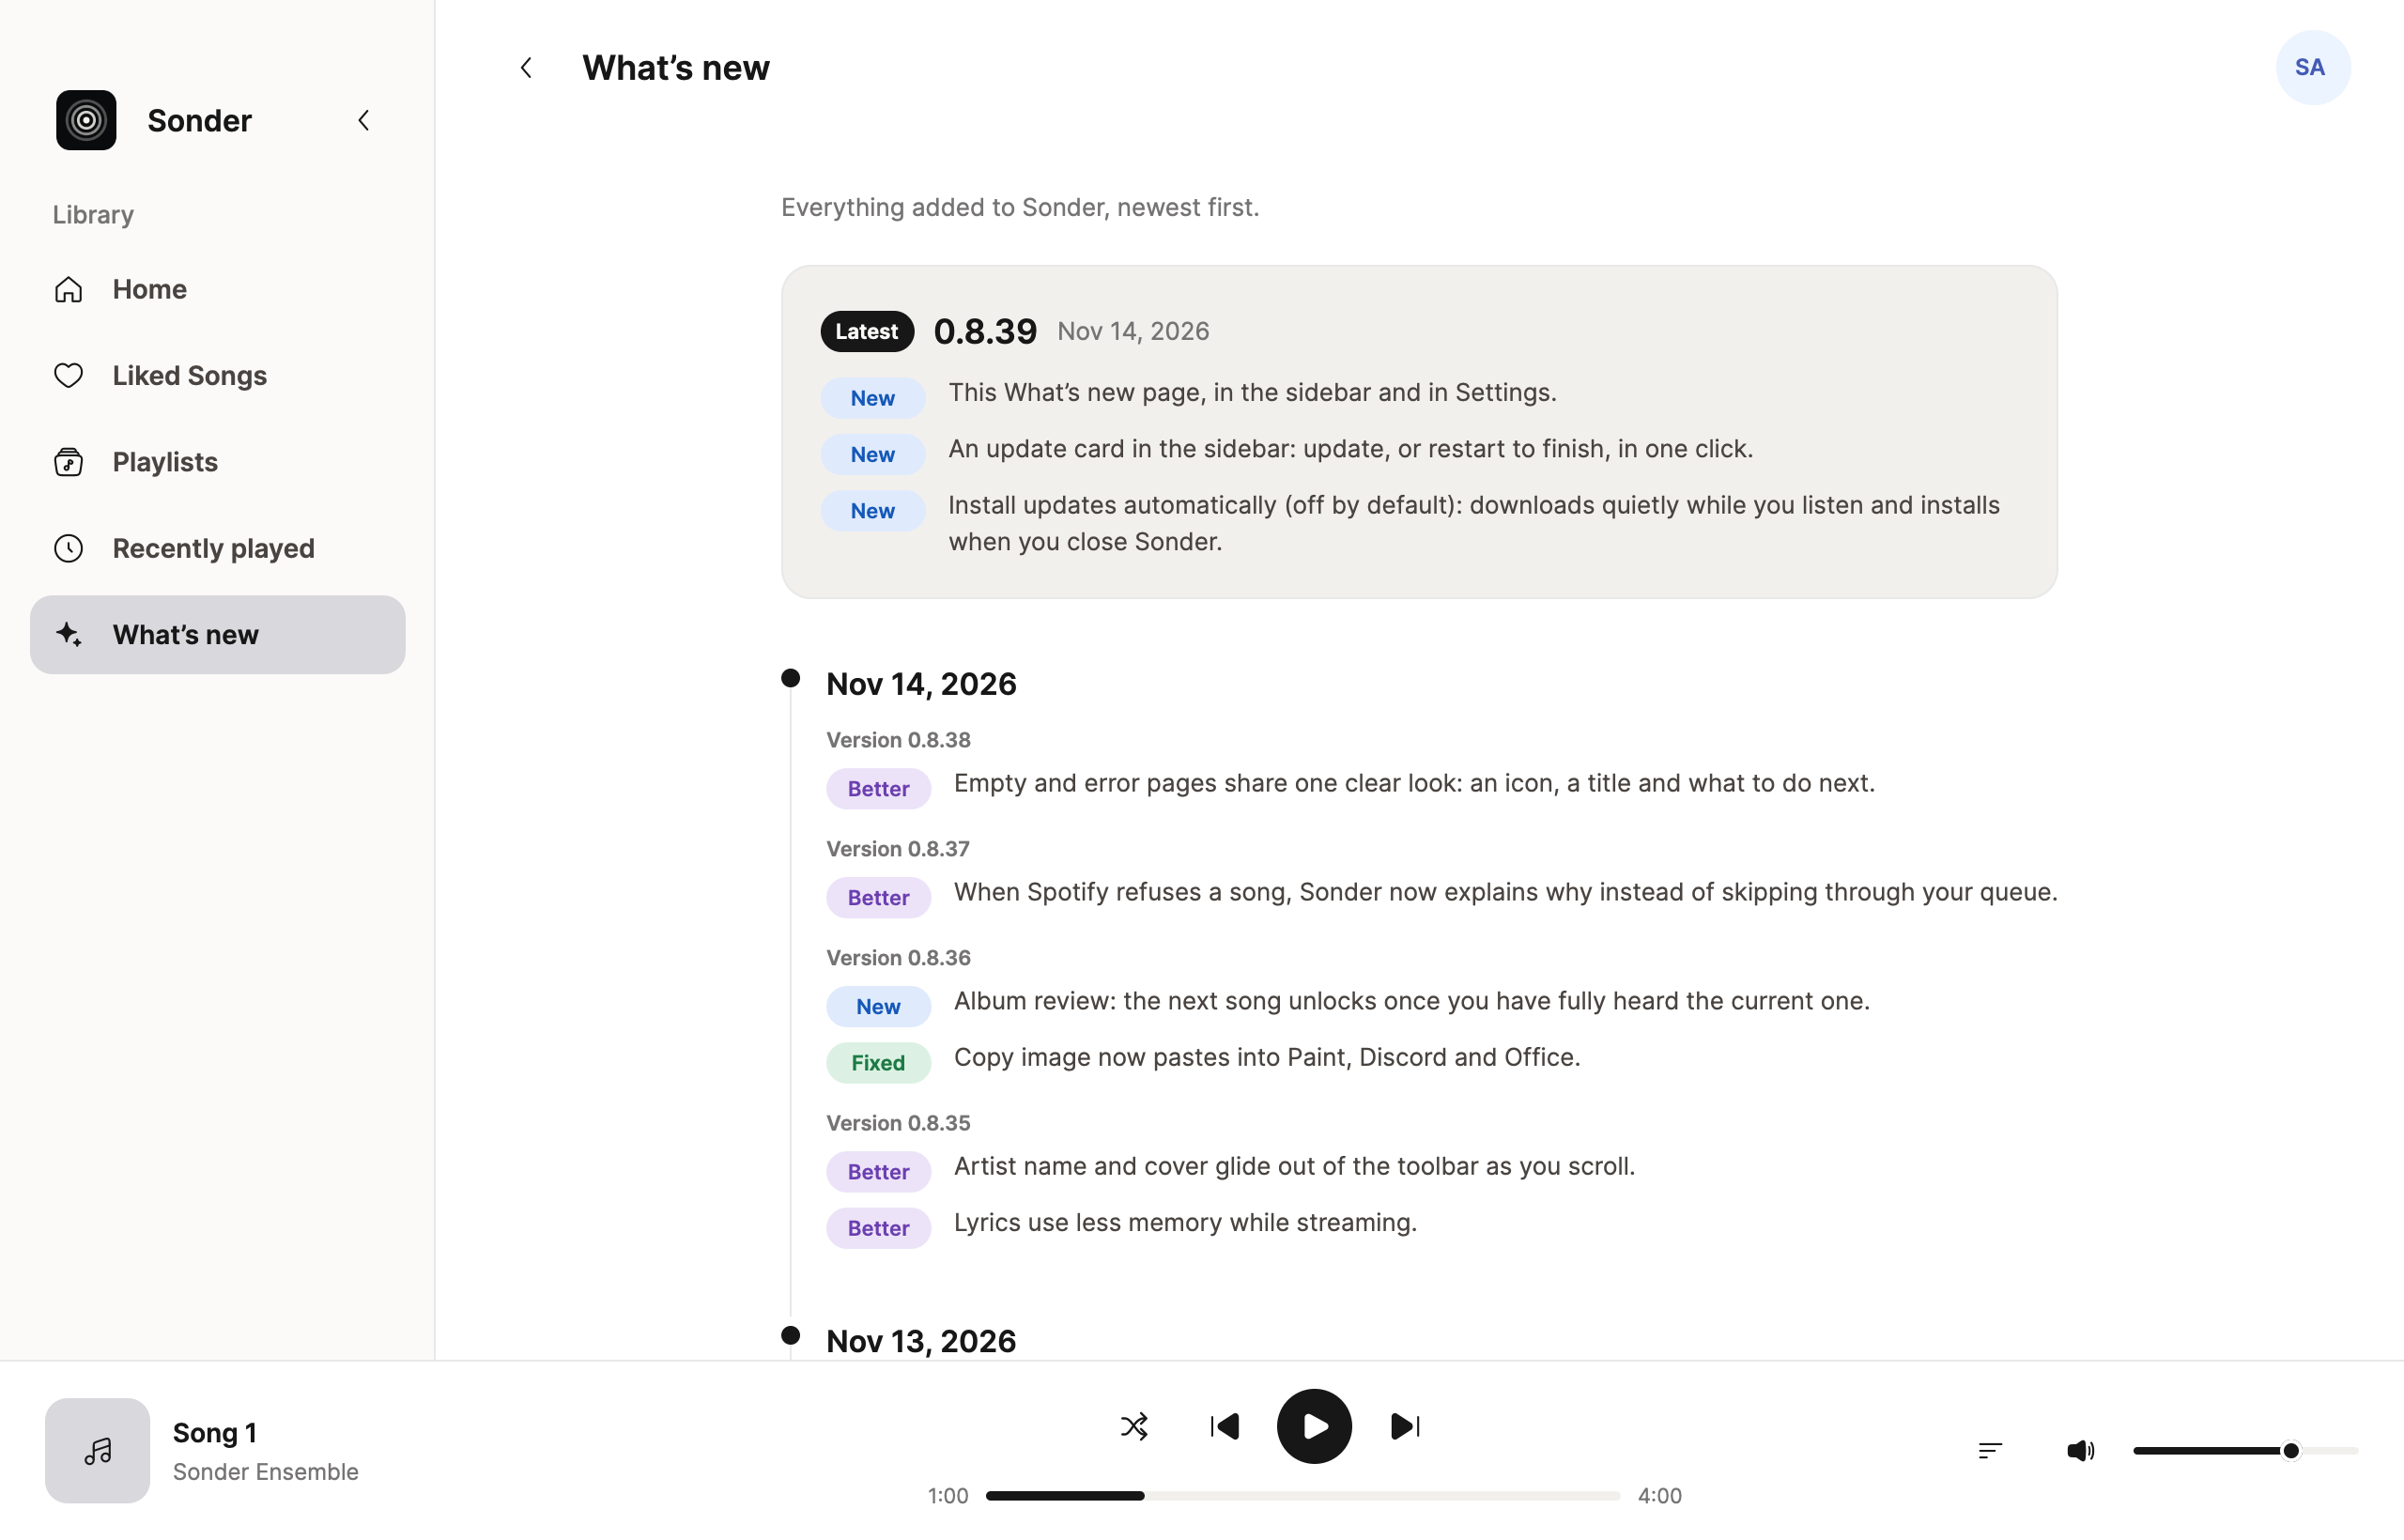 Sonder
Library
Home
Liked Songs
Playlists
Recently played
What’s new
What’s new
SA
Everything added to Sonder, newest first.
Latest 0.8.39 Nov 14, 2026
New This What’s new page, in the sidebar and in Settings.
New An update card in the sidebar: update, or restart to finish, in one click.
New Install updates automatically (off by default): downloads quietly while you listen and installs
when you close Sonder.
Nov 14, 2026
Version 0.8.38
Better Empty and error pages share one clear look: an icon, a title and what to do next.
Version 0.8.37
Better When Spotify refuses a song, Sonder now explains why instead of skipping through your queue.
Version 0.8.36
New Album review: the next song unlocks once you have fully heard the current one.
Fixed Copy image now pastes into Paint, Discord and Office.
Version 0.8.35
Better Artist name and cover glide out of the toolbar as you scroll.
Better Lyrics use less memory while streaming.
Nov 13, 2026
Song 1
Sonder Ensemble
1:00 4:00